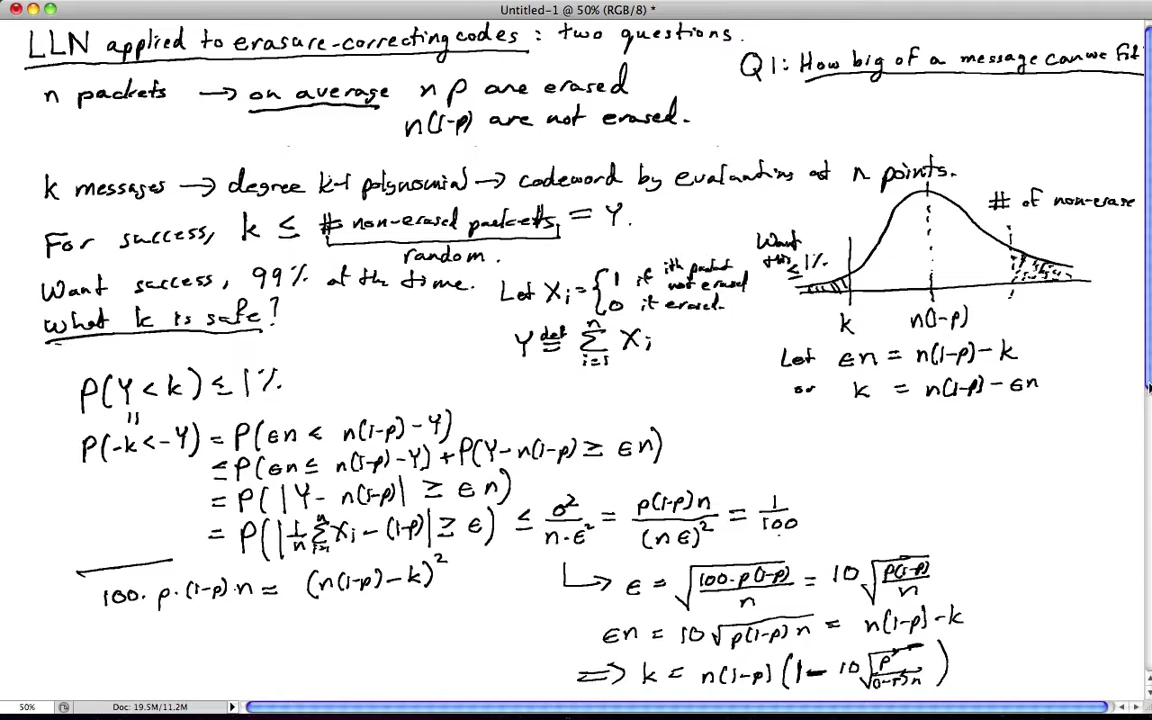 Untitled-1 @ 50% (RGB/8) *
LLN applied to erasure-correcting codes : two questions.
Q1: How big of a message can we fit
n packets → on average n p are erased
n(1-p) are not erased.
k messages → degree k-1 polynomial → codeword by evaluating at n points.
# of non-erase
For success, k ≤ # non-erased packets = Y.
random.
Want this ≤ 1%
Want success, 99% of the time.
Let Xᵢ = { 1 if ith packet not erased
0 if erased.
What k is safe?
Y def= Σᵢ₌₁ⁿ Xᵢ
k n(1-p)
Let ϵn = n(1-p) - k
or k = n(1-p) - ϵn
P(Y < k) ≤ 1%
P(-k < -Y) = P(ϵn < n(1-p) - Y)
≤ P(ϵn ≤ n(1-p) - Y) + P(Y - n(1-p) ≥ ϵn)
= P(|Y - n(1-p)| ≥ ϵn)
= P(|1/n Σᵢ₌₁ⁿ Xᵢ - (1-p)| ≥ ϵ) ≤ σ²/(n·ϵ²) = p(1-p)n/(nϵ)² = 1/100
100·p·(1-p)·n = (n(1-p) - k)²
↳ ϵ = √(100·p(1-p)/n) = 10√(p(1-p)/n)
ϵn = 10√(p(1-p)n) = n(1-p) - k
⟹ k = n(1-p)(1 - 10√(p/((1-p)n)))
50% Doc: 19.5M/11.2M